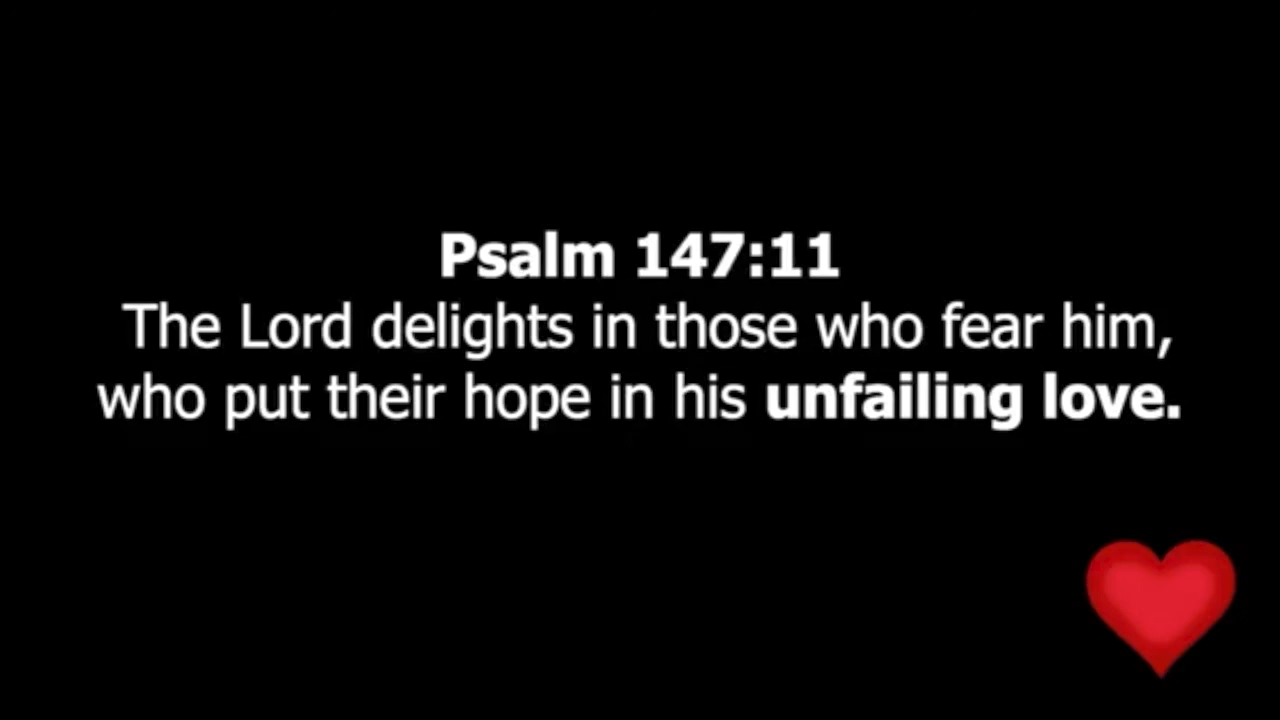 Psalm 147:11
The Lord delights in those who fear him,
who put their hope in his unfailing love.